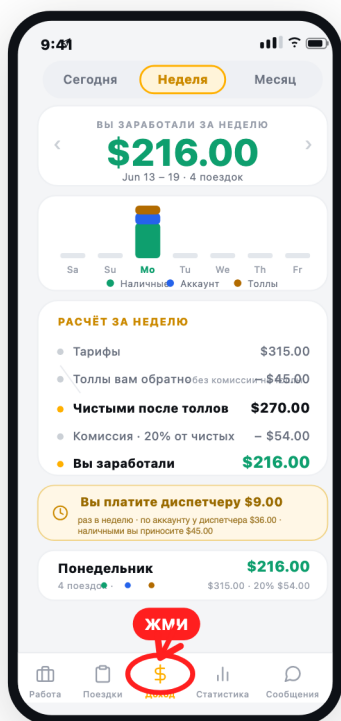 9:41
Сегодня Неделя Месяц
ВЫ ЗАРАБОТАЛИ ЗА НЕДЕЛЮ
‹ $216.00 ›
Jun 13 – 19 · 4 поездок
Sa Su Mo Tu We Th Fr
Наличные Аккаунт Толлы
РАСЧЁТ ЗА НЕДЕЛЮ
Тарифы $315.00
Толлы вам обратно без комиссии – $45.00
Чистыми после толлов $270.00
Комиссия · 20% от чистых – $54.00
Вы заработали $216.00
Вы платите диспетчеру $9.00
раз в неделю · по аккаунту у диспетчера $36.00 ·
наличными вы приносите $45.00
Понедельник $216.00
4 поездок · $315.00 · 20% $54.00
ЖМИ
$
Работа Поездки Доход Статистика Сообщения